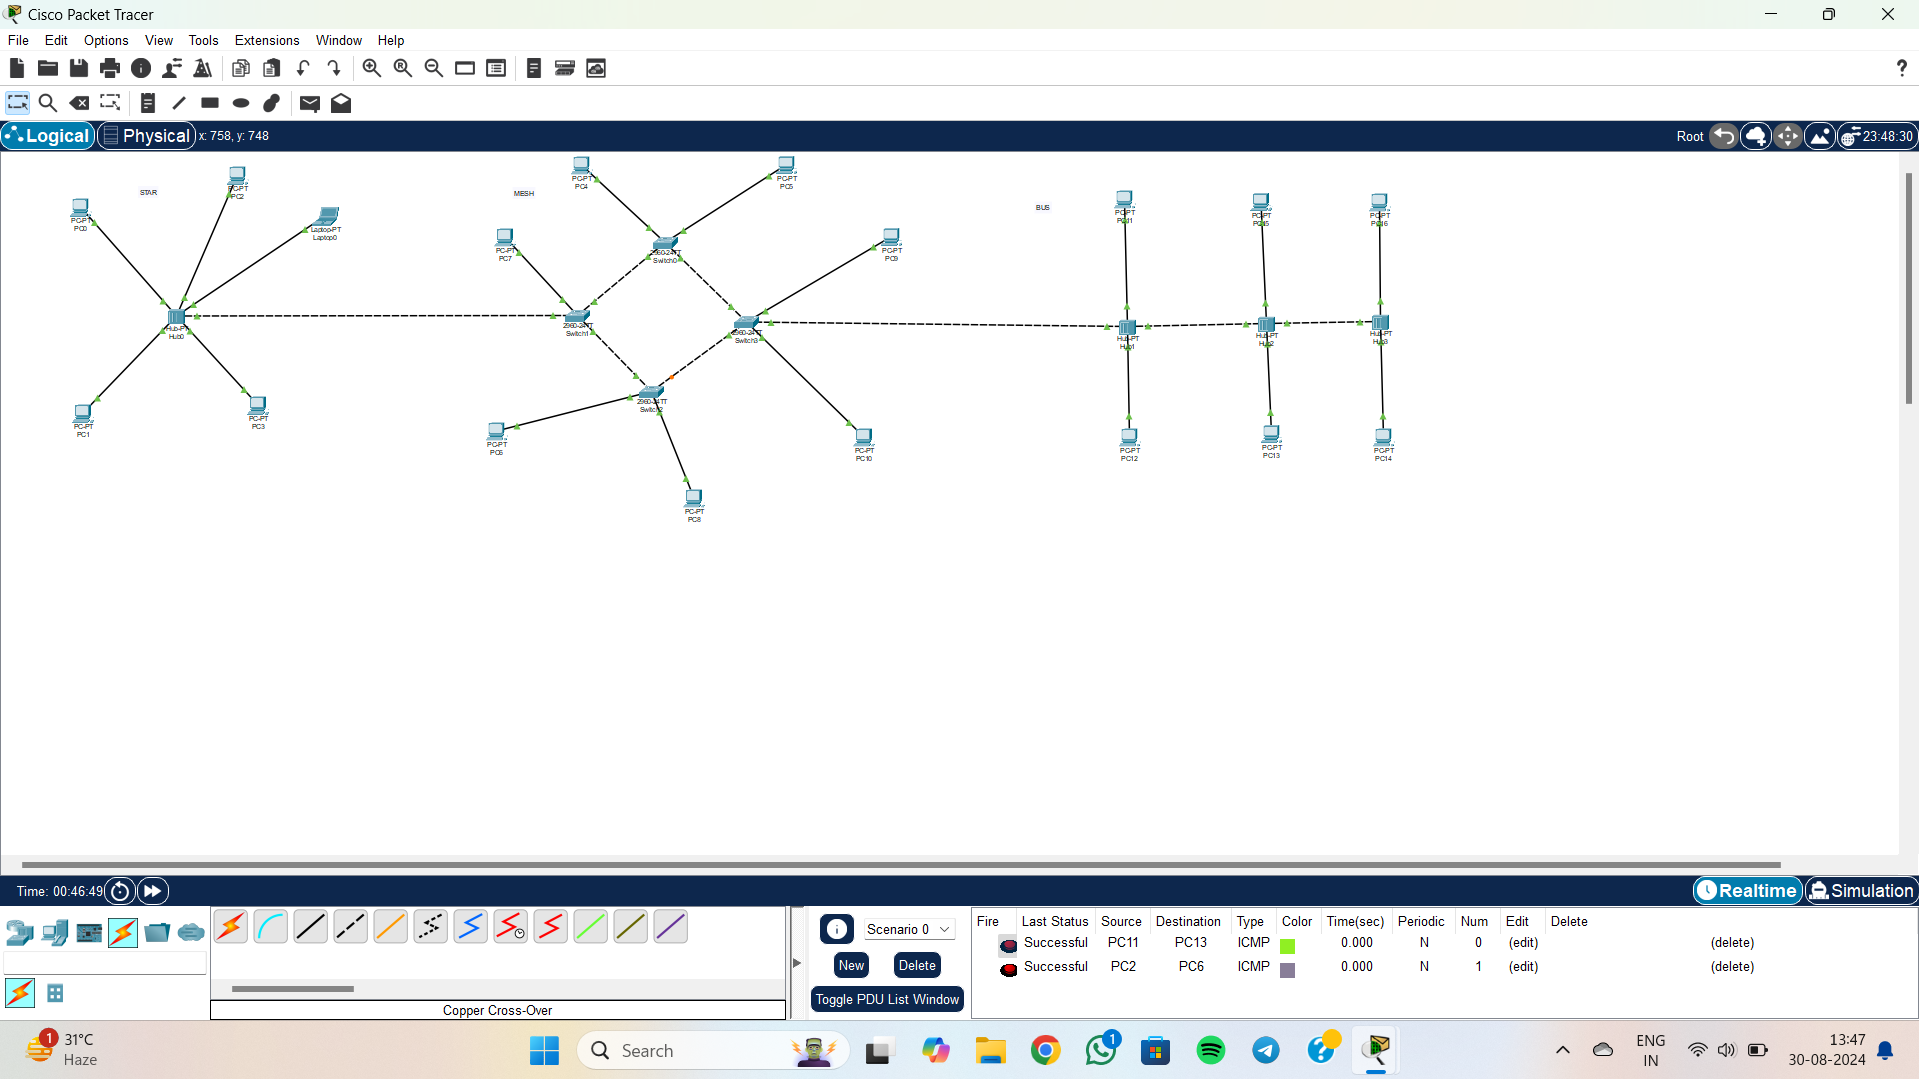 Cisco Packet Tracer
File Edit Options View Tools Extensions Window Help
Logical Physical x: 758, y: 748 Root 23:48:30
STAR
PC-PT
PC2
PC-PT
PC0
Laptop-PT
Laptop0
Hub-PT
Hub0
PC-PT
PC1
PC-PT
PC3
MESH
PC-PT
PC4
PC-PT
PC5
PC-PT
PC7
2960-24TT
Switch0
PC-PT
PC9
2960-24TT
Switch1
2960-24TT
Switch3
2960-24TT
Switch2
PC-PT
PC6
PC-PT
PC10
PC-PT
PC8
BUS
PC-PT
PC11
PC-PT
PC15
PC-PT
PC16
Hub-PT
Hub1
Hub-PT
Hub2
Hub-PT
Hub3
PC-PT
PC12
PC-PT
PC13
PC-PT
PC14
Time: 00:46:49 Realtime Simulation
Copper Cross-Over
Scenario 0
New Delete
Toggle PDU List Window
Fire Last Status Source Destination Type Color Time(sec) Periodic Num Edit Delete
Successful PC11 PC13 ICMP 0.000 N 0 (edit) (delete)
Successful PC2 PC6 ICMP 0.000 N 1 (edit) (delete)
1
31°C
Haze
Search
1
ENG
IN
13:47
30-08-2024